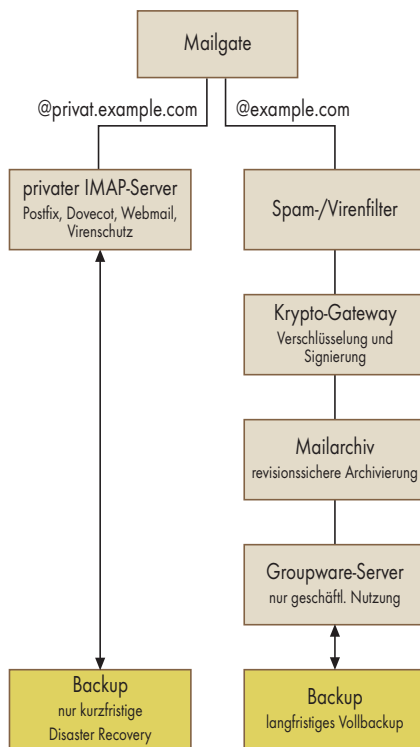 Mailgate
@privat.example.com
@example.com
privater IMAP-Server
Postfix, Dovecot, Webmail,
Virenschutz
Spam-/Virenfilter
Krypto-Gateway
Verschlüsselung und
Signierung
Mailarchiv
revisionssichere Archivierung
Groupware-Server
nur geschäftl. Nutzung
Backup
nur kurzfristige
Disaster Recovery
Backup
langfristiges Vollbackup